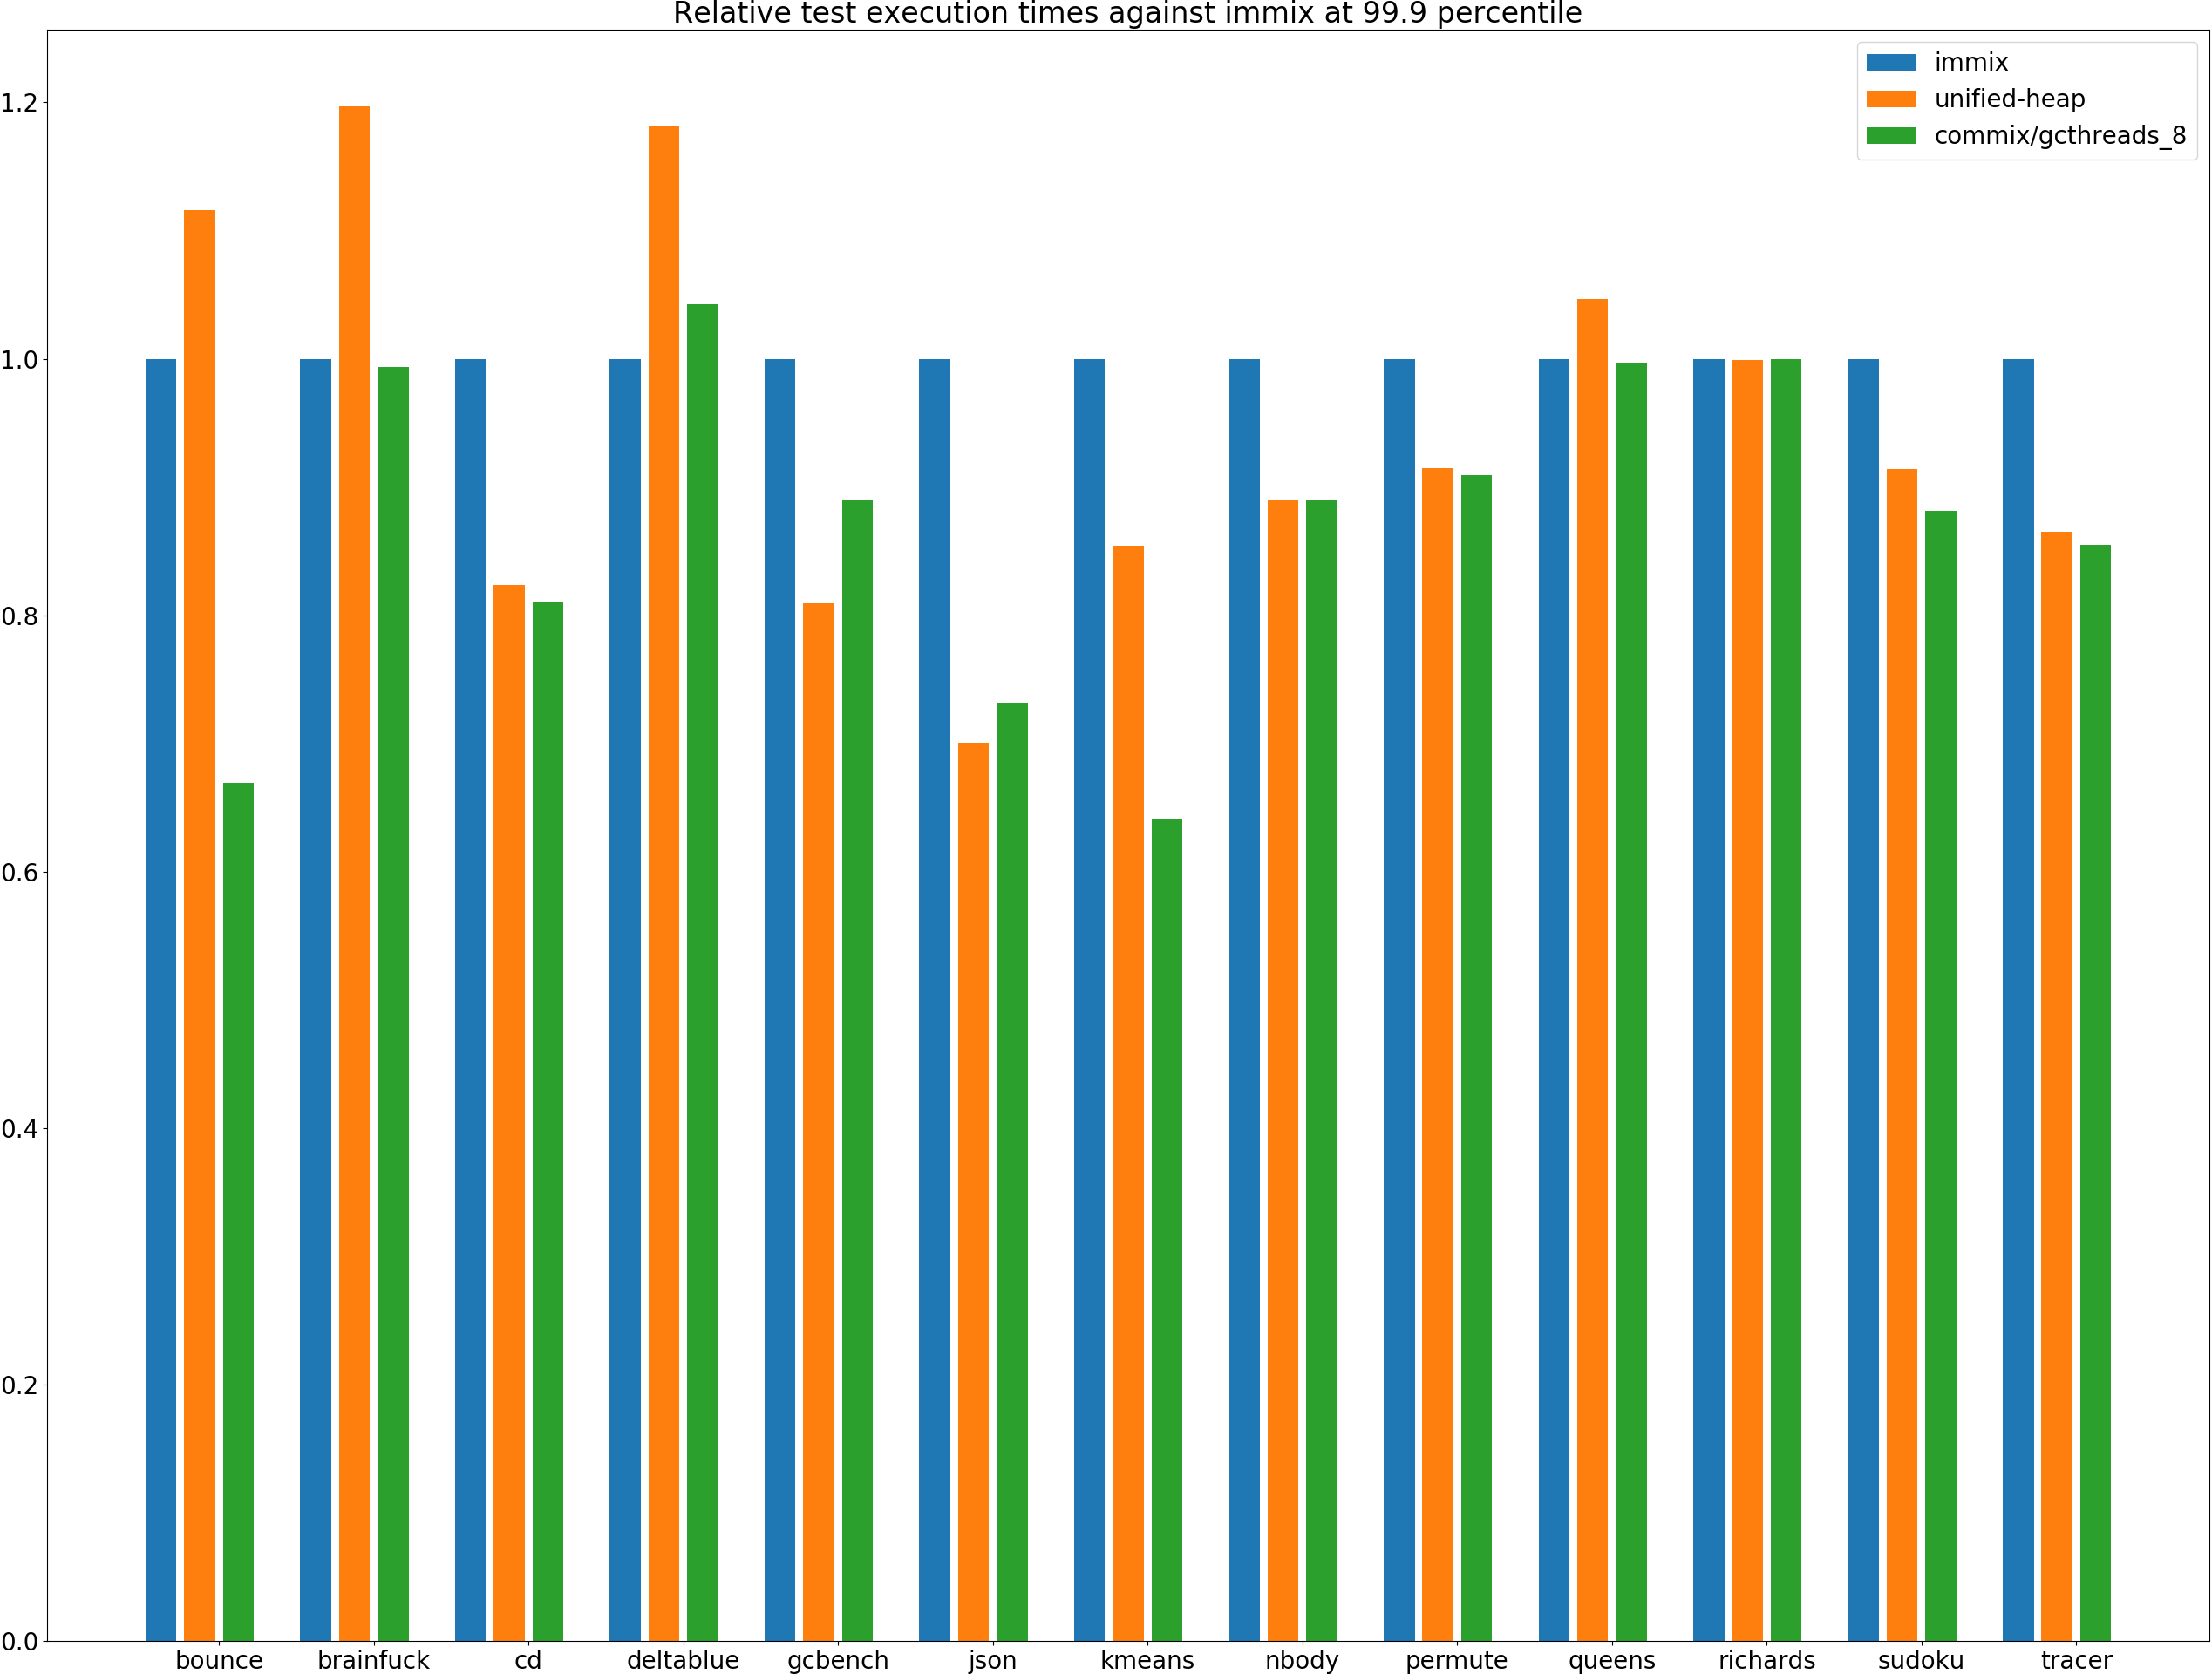 Relative test execution times against immix at 99.9 percentile
immix
unified-heap
commix/gcthreads_8
1.2
1.0
0.8
0.6
0.4
0.2
0.0
bounce brainfuck cd deltablue gcbench json kmeans nbody permute queens richards sudoku tracer